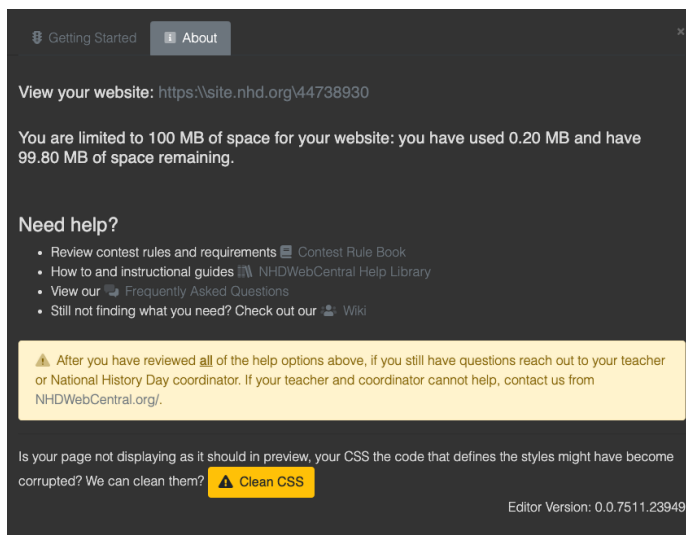 Getting Started
About
×
View your website: https:\\site.nhd.org\44738930
You are limited to 100 MB of space for your website: you have used 0.20 MB and have
99.80 MB of space remaining.
Need help?
• Review contest rules and requirements Contest Rule Book
• How to and instructional guides NHDWebCentral Help Library
• View our Frequently Asked Questions
• Still not finding what you need? Check out our Wiki
After you have reviewed all of the help options above, if you still have questions reach out to your teacher
or National History Day coordinator. If your teacher and coordinator cannot help, contact us from
NHDWebCentral.org/.
Is your page not displaying as it should in preview, your CSS the code that defines the styles might have become
corrupted? We can clean them? Clean CSS
Editor Version: 0.0.7511.23949